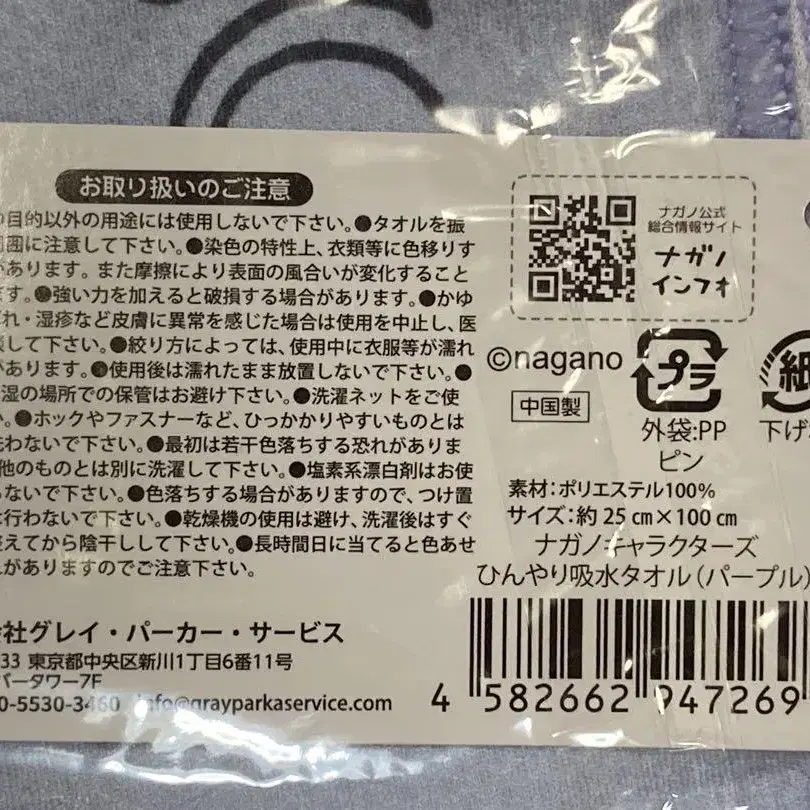 お取り扱いのご注意
の目的以外の用途には使用しないで下さい。●タオルを振
周囲に注意して下さい。●染色の特性上、衣類等に色移りす
があります。また摩擦により表面の風合いが変化すること
ます。●強い力を加えると破損する場合があります。●かゆ
ぶれ・湿疹など皮膚に異常を感じた場合は使用を中止し、医
談して下さい。●絞り方によっては、使用中に衣服等が濡れ
があります。●使用後は濡れたまま放置しないで下さい。●
湿の場所での保管はお避け下さい。●洗濯ネットをご使
い。●ホックやファスナーなど、ひっかかりやすいものとは
洗わないで下さい。●最初は若干色落ちする恐れがありま
他のものとは別に洗濯して下さい。●塩素系漂白剤はお使
らないで下さい。●色落ちする場合がありますので、つけ置
は行わないで下さい。●乾燥機の使用は避け、洗濯後はすぐ
整えてから陰干しして下さい。●長時間日に当てると色あせ
れがありますのでご注意下さい。
会社グレイ・パーカー・サービス
33 東京都中央区新川1丁目6番11号
バータワー7F
0-5530-3460 info@grayparkaservice.com
ナガノ公式
総合情報サイト
ナガノ
インフォ
©nagano
中国製
プラ
外袋:PP
ピン
紙
下げ
素材:ポリエステル100%
サイズ:約25cm×100cm
ナガノキャラクターズ
ひんやり吸水タオル(パープル)
4 582662 947269